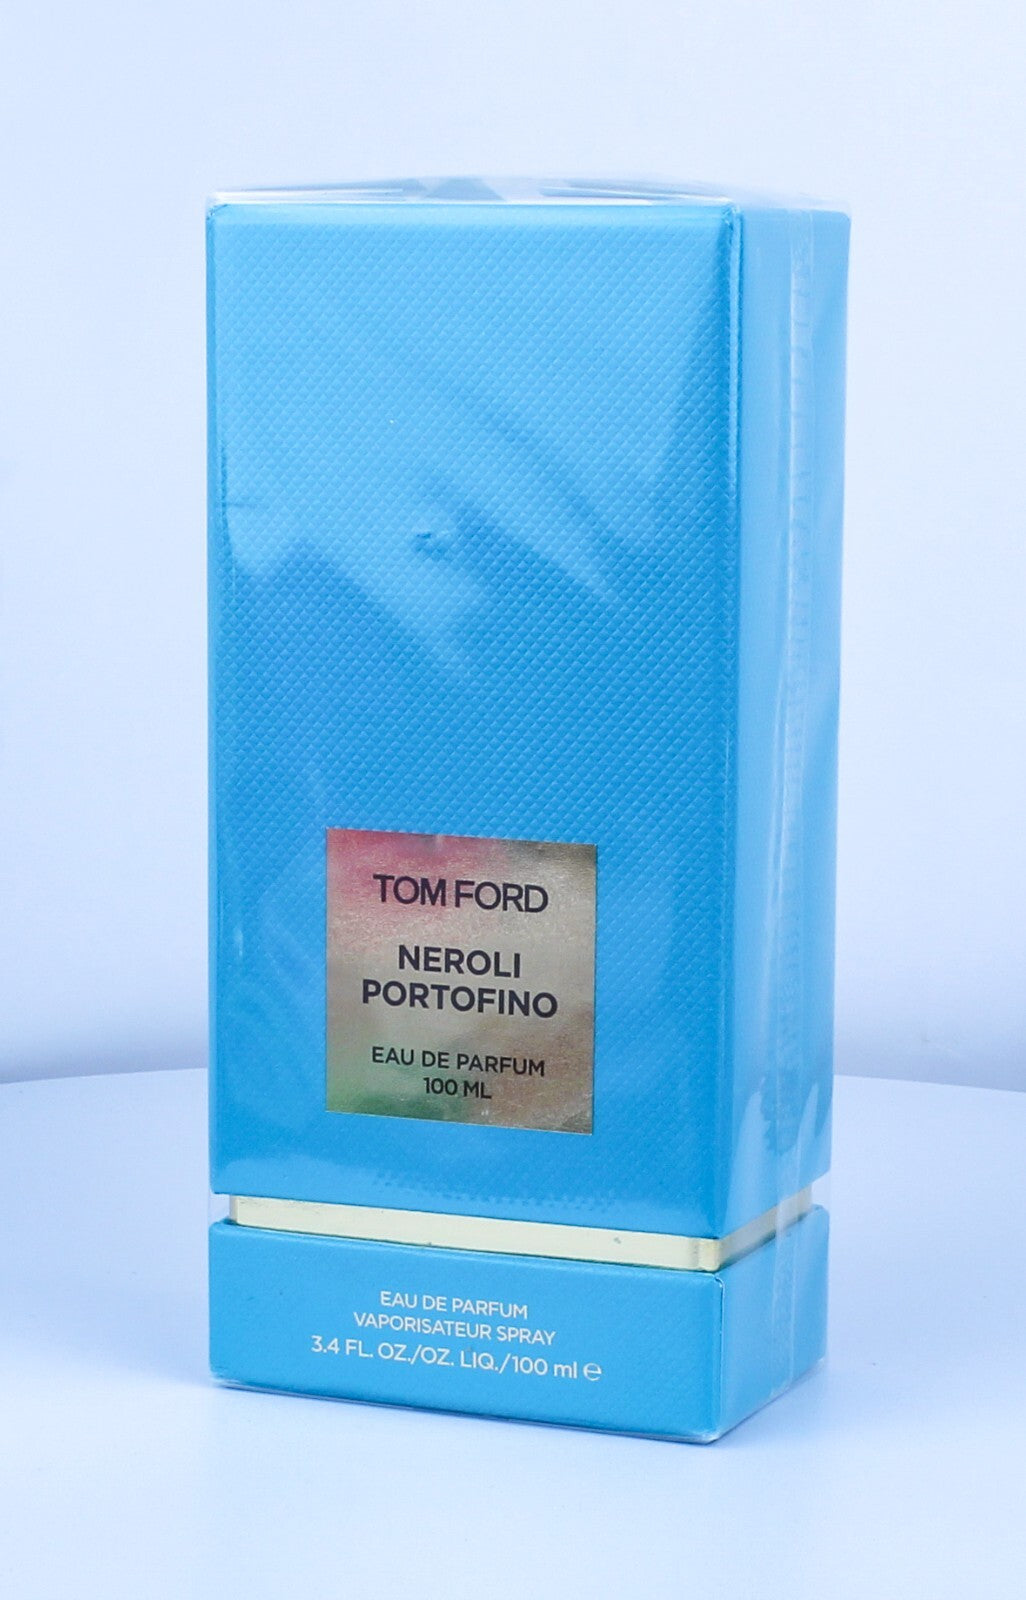 TOM FORD
NEROLI
PORTOFINO
EAU DE PARFUM
100 ML
EAU DE PARFUM
VAPORISATEUR SPRAY
3.4 FL. OZ./OZ. LIQ./100 ml ℮